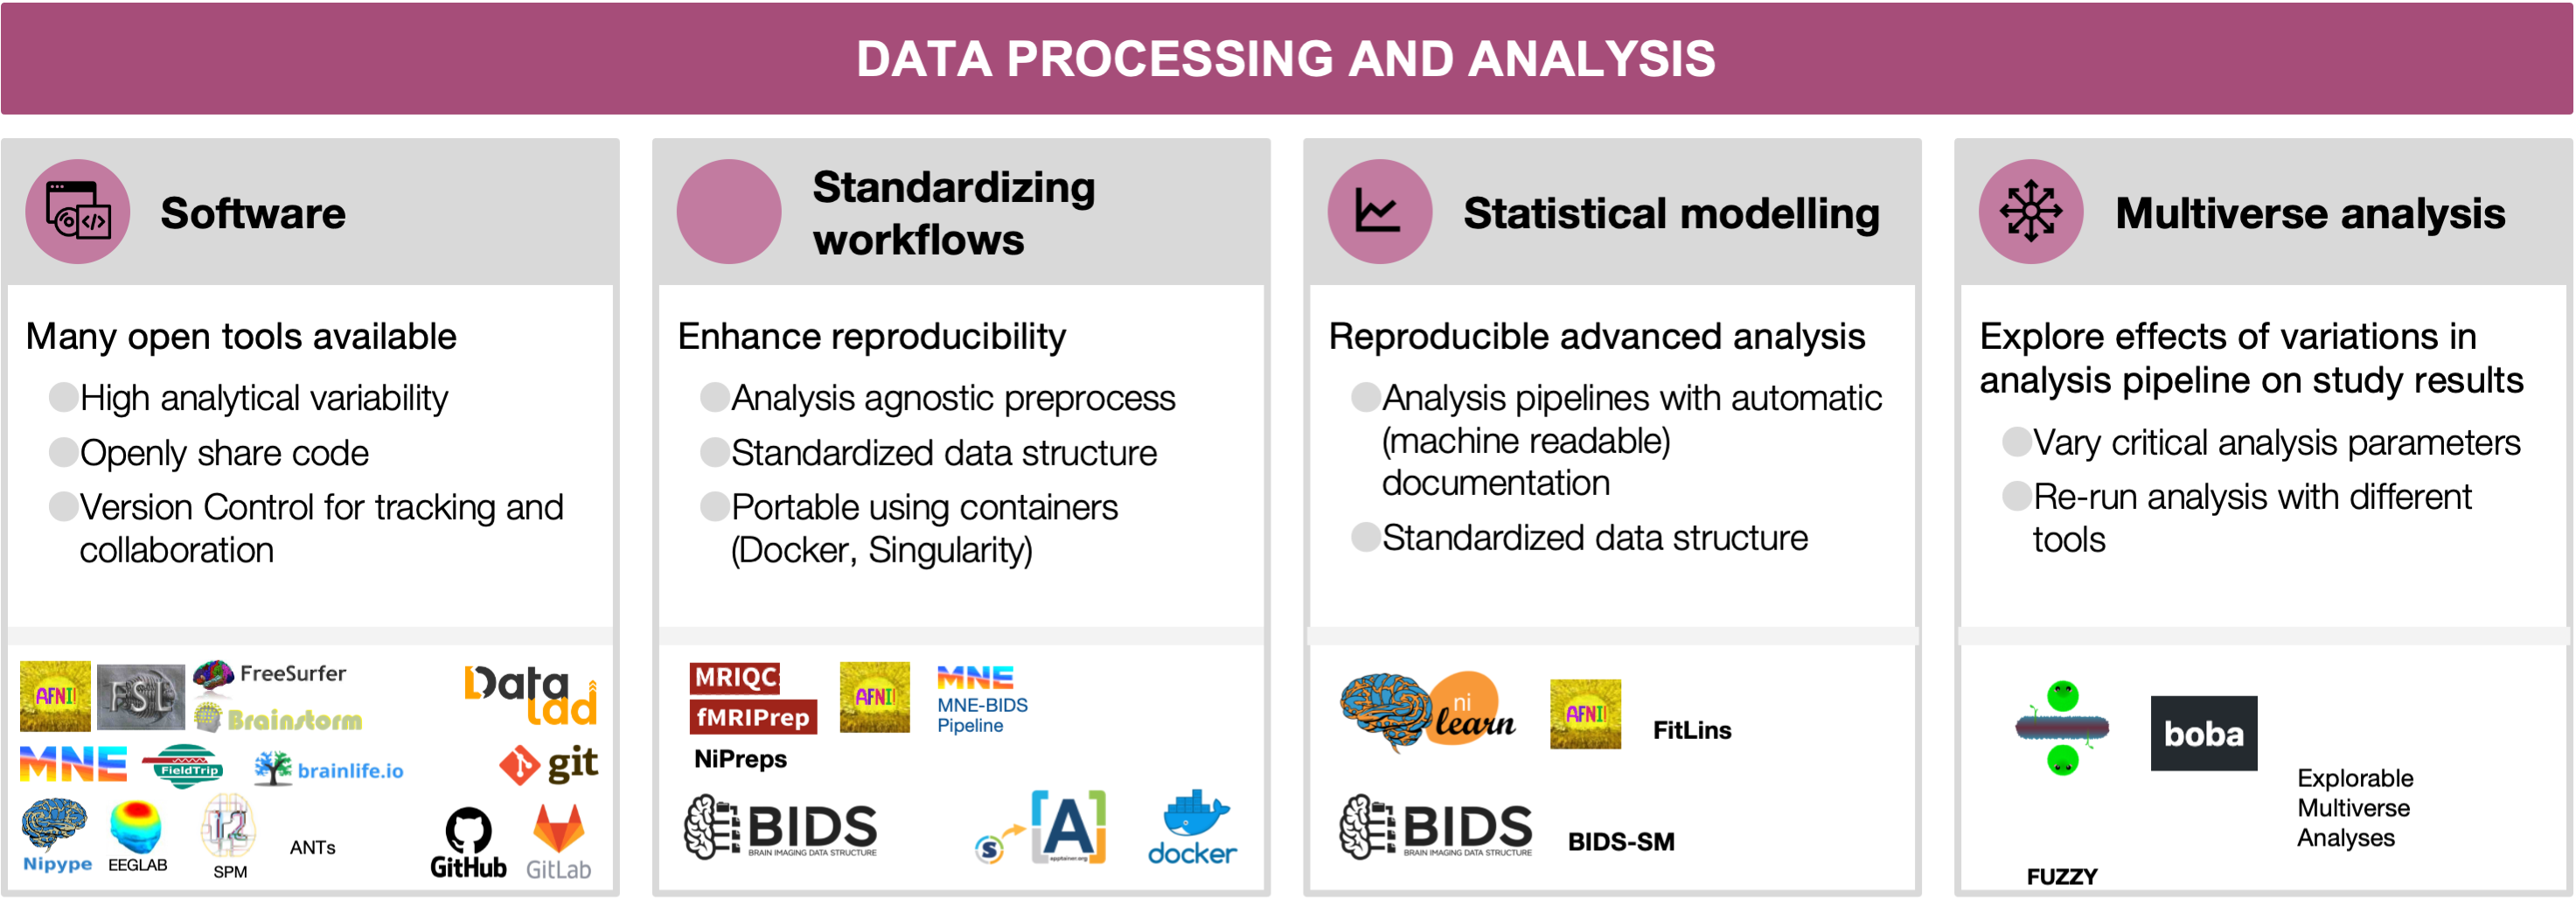 DATA PROCESSING AND ANALYSIS
Software
Many open tools available
High analytical variability
Openly share code
Version Control for tracking and
collaboration
AFNI!
FSL
FreeSurfer
Brainstorm
DataLad
MNE
FieldTrip
brainlife.io
git
Nipype
EEGLAB
12
SPM
ANTs
GitHub
GitLab
Standardizing
workflows
Enhance reproducibility
Analysis agnostic preprocess
Standardized data structure
Portable using containers
(Docker, Singularity)
MRIQC
fMRIPrep
NiPreps
AFNI!
MNE
MNE-BIDS
Pipeline
BIDS
BRAIN IMAGING DATA STRUCTURE
S
[A]
apptainer.org
docker
Statistical modelling
Reproducible advanced analysis
Analysis pipelines with automatic
(machine readable)
documentation
Standardized data structure
ni
learn
AFNI!
FitLins
BIDS
BRAIN IMAGING DATA STRUCTURE
BIDS-SM
Multiverse analysis
Explore effects of variations in
analysis pipeline on study results
Vary critical analysis parameters
Re-run analysis with different
tools
boba
Explorable
Multiverse
Analyses
FUZZY